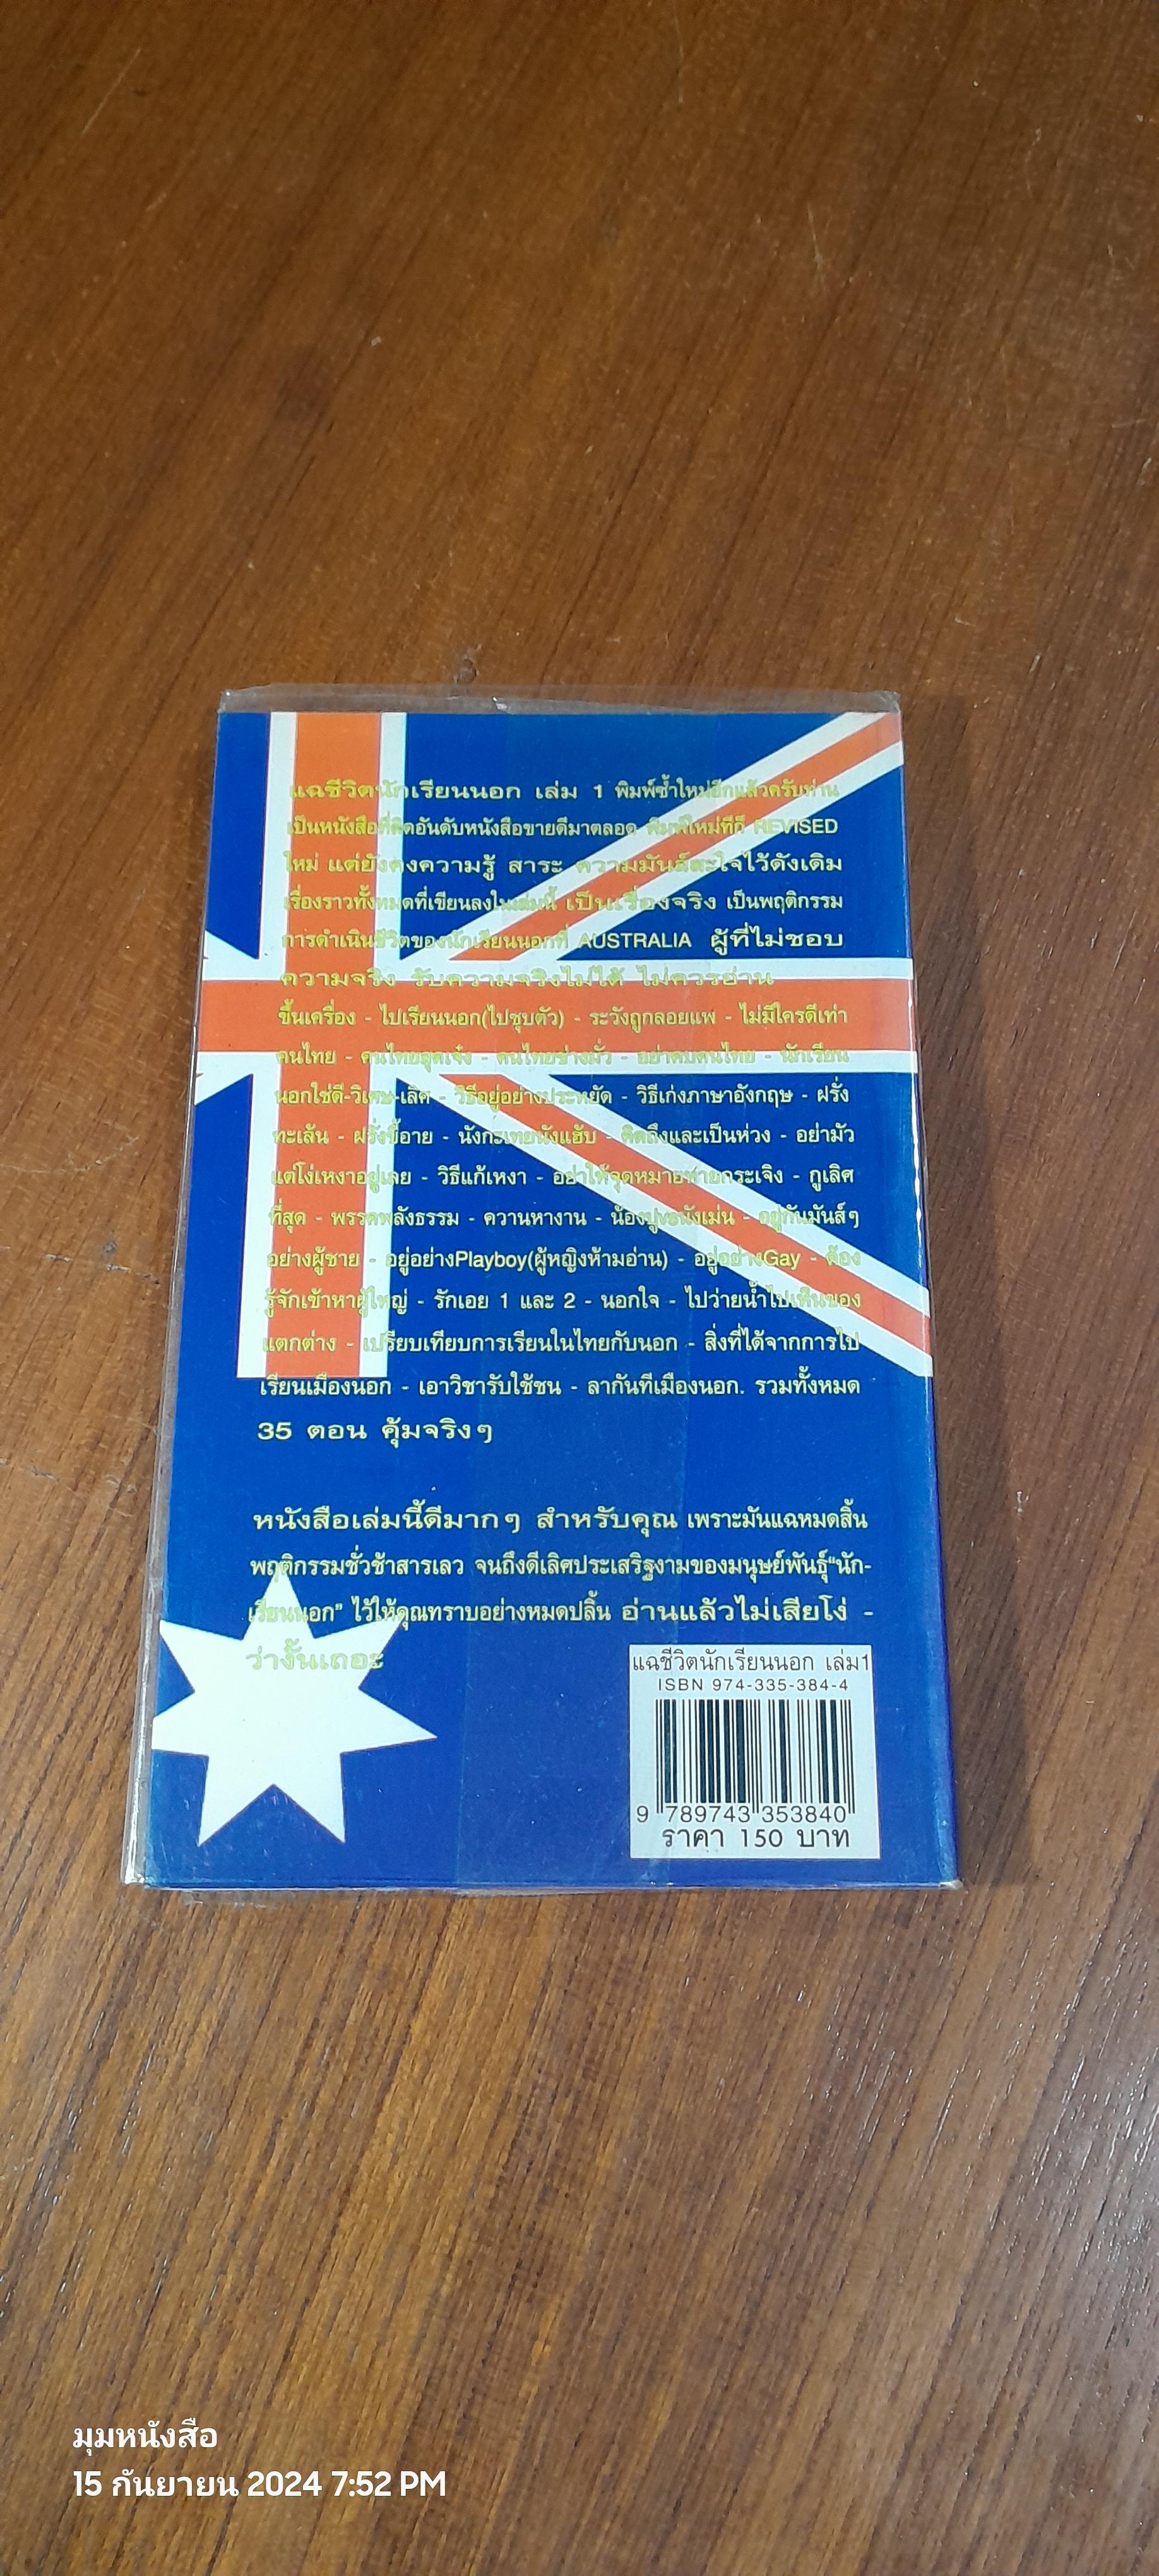 แฉชีวิตนักเรียนนอก เล่ม 1 พิมพ์ซ้ำใหม่อีกแล้วครับท่าน
เป็นหนังสือที่ติดอันดับหนังสือขายดีมาตลอด พิมพ์ใหม่ทีก็ REVISED
ใหม่ แต่ยังคงความรู้ สาระ ความมันส์สะใจไว้ดังเดิม
เรื่องราวทั้งหมดที่เขียนลงในเล่มนี้ เป็นเรื่องจริง เป็นพฤติกรรม
การดำเนินชีวิตของนักเรียนนอกที่ AUSTRALIA ผู้ที่ไม่ชอบ
ความจริง รับความจริงไม่ได้ ไม่ควรอ่าน
ขึ้นเครื่อง - ไปเรียนนอก(ไปชุบตัว) - ระวังถูกลอยแพ - ไม่มีใครดีเท่า
คนไทย - คนไทยสุดเจ๋ง - คนไทยช่างมั่ว - อย่าคบคนไทย - นักเรียน
นอกใช่ดี-วิเศษ-เลิศ - วิธีอยู่อย่างประหยัด - วิธีเก่งภาษาอังกฤษ - ฝรั่ง
ทะเล้น - ฝรั่งขี้อาย - นังกะเทยนังแฮ้บ - คิดถึงและเป็นห่วง - อย่ามัว
แต่โง่เหงาอยู่เลย - วิธีแก้เหงา - อย่าให้จุดหมายพ่ายกระเจิง - กูเลิศ
ที่สุด - พรรคพลังธรรม - ควานหางาน - น้องปูvsนังเม่น - อยู่กันมันส์ๆ
อย่างผู้ชาย - อยู่อย่างPlayboy(ผู้หญิงห้ามอ่าน) - อยู่อย่างGay - ต้อง
รู้จักเข้าหาผู้ใหญ่ - รักเอย 1 และ 2 - นอกใจ - ไปว่ายน้ำไปเห็นของ
แตกต่าง - เปรียบเทียบการเรียนในไทยกับนอก - สิ่งที่ได้จากการไป
เรียนเมืองนอก - เอาวิชารับใช้ชน - ลากันทีเมืองนอก. รวมทั้งหมด
35 ตอน คุ้มจริงๆ
หนังสือเล่มนี้ดีมากๆ สำหรับคุณ เพราะมันแฉหมดสิ้น
พฤติกรรมชั่วช้าสารเลว จนถึงดีเลิศประเสริฐงามของมนุษย์พันธุ์"นัก-
เรียนนอก" ไว้ให้คุณทราบอย่างหมดปลิ้น อ่านแล้วไม่เสียโง่ -
ว่างั้นเถอะ
แฉชีวิตนักเรียนนอก เล่ม1
ISBN 974-335-384-4
9 789743 353840
ราคา 150 บาท
มุมหนังสือ
15 กันยายน 2024 7:52 PM